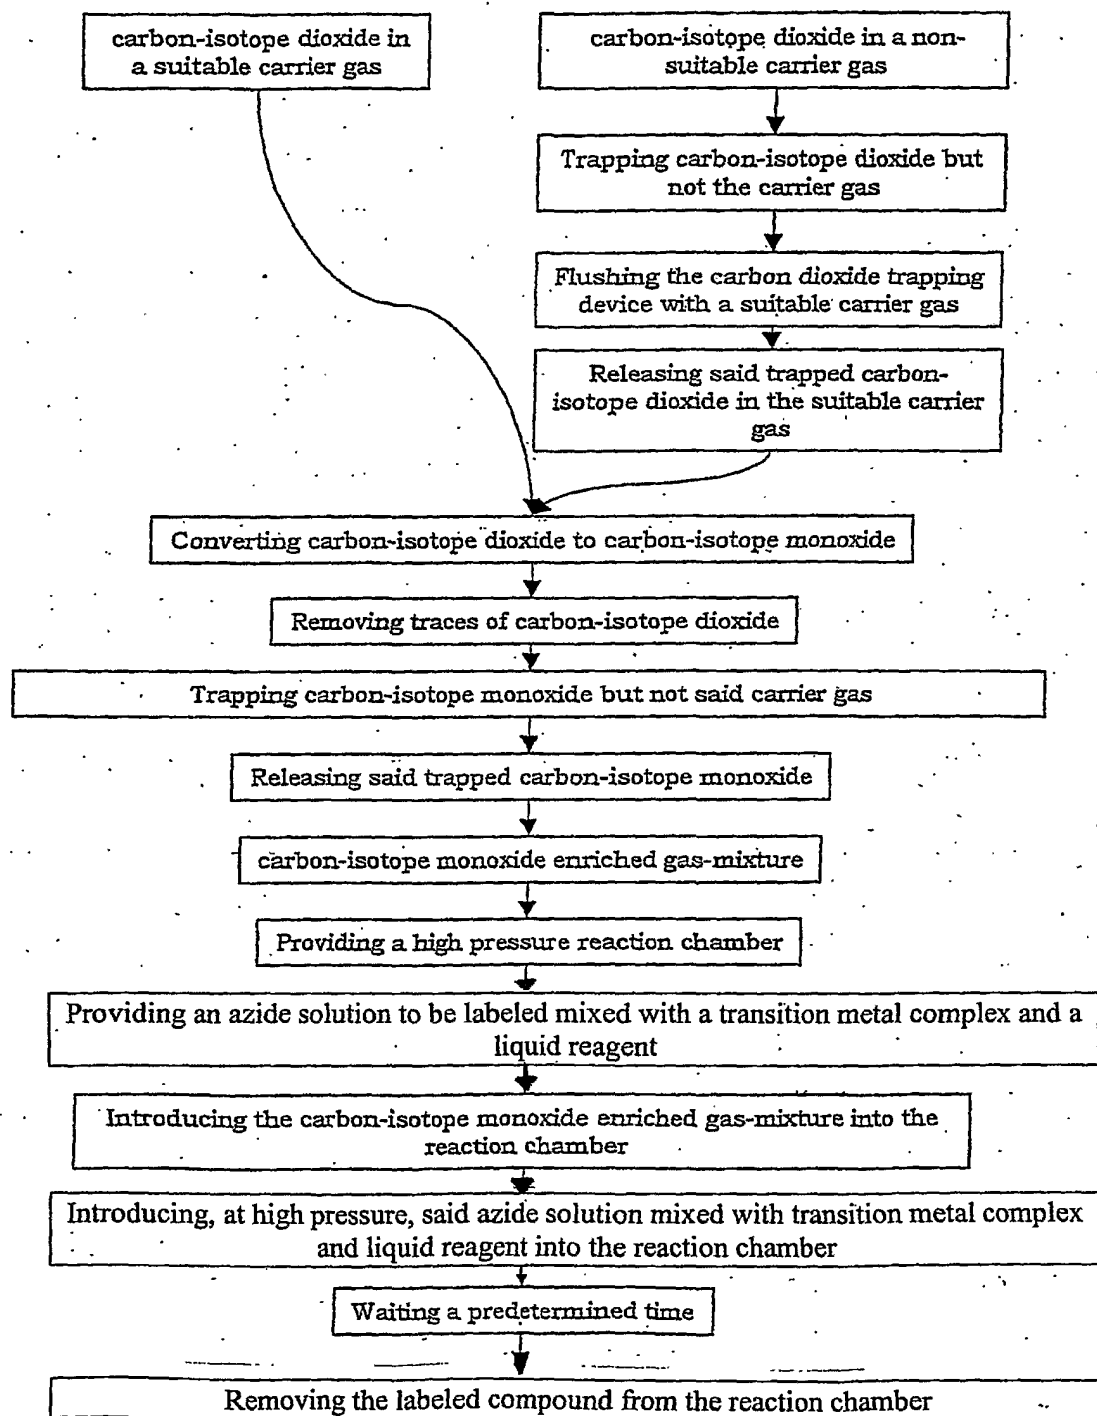 carbon-isotope dioxide in
a suitable carrier gas
carbon-isotope dioxide in a non-
suitable carrier gas
Trapping carbon-isotope dioxide but
not the carrier gas
Flushing the carbon dioxide trapping
device with a suitable carrier gas
Releasing said trapped carbon-
isotope dioxide in the suitable carrier
gas
Converting carbon-isotope dioxide to carbon-isotope monoxide
Removing traces of carbon-isotope dioxide
Trapping carbon-isotope monoxide but not said carrier gas
Releasing said trapped carbon-isotope monoxide
carbon-isotope monoxide enriched gas-mixture
Providing a high pressure reaction chamber
Providing an azide solution to be labeled mixed with a transition metal complex and a
liquid reagent
Introducing the carbon-isotope monoxide enriched gas-mixture into the
reaction chamber
Introducing, at high pressure, said azide solution mixed with transition metal complex
and liquid reagent into the reaction chamber
Waiting a predetermined time
Removing the labeled compound from the reaction chamber